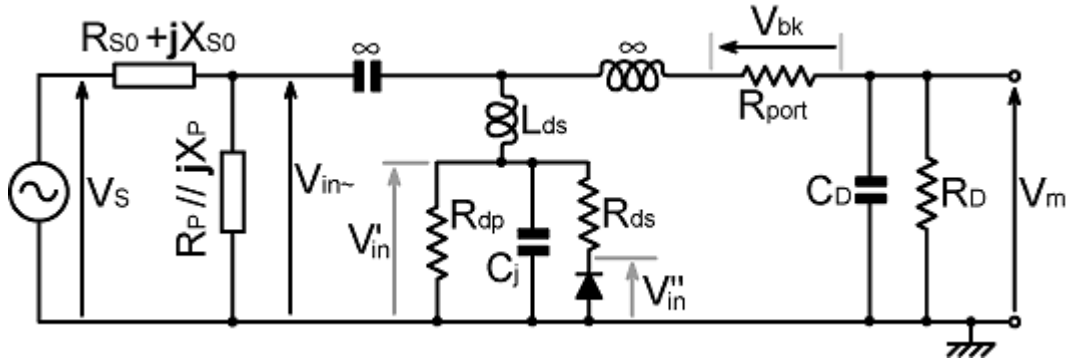 RS0 +jXS0
∞
∞
Vbk
Rport
Lds
VS
RP // jXP
Vin~
V'in
Rdp
Cj
Rds
V''in
CD
RD
Vm